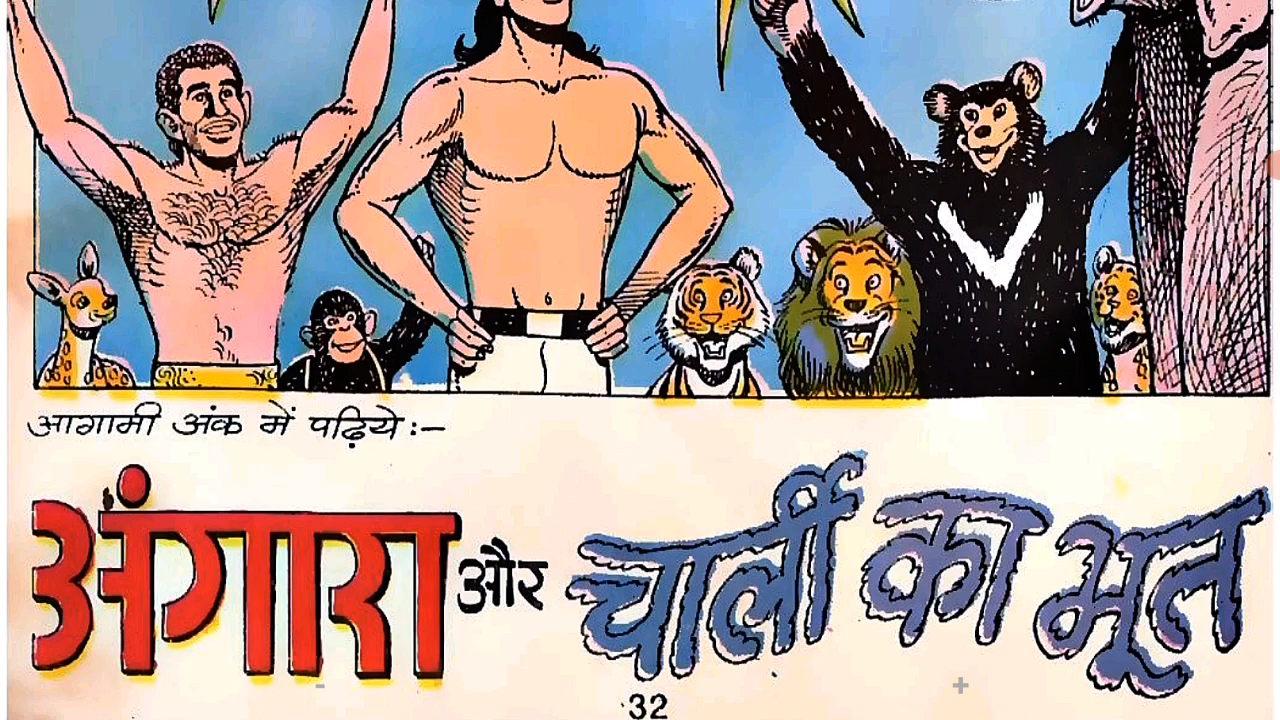 आगामी अंक में पढ़िये:-
अंगारा और चार्ली का भूत
32